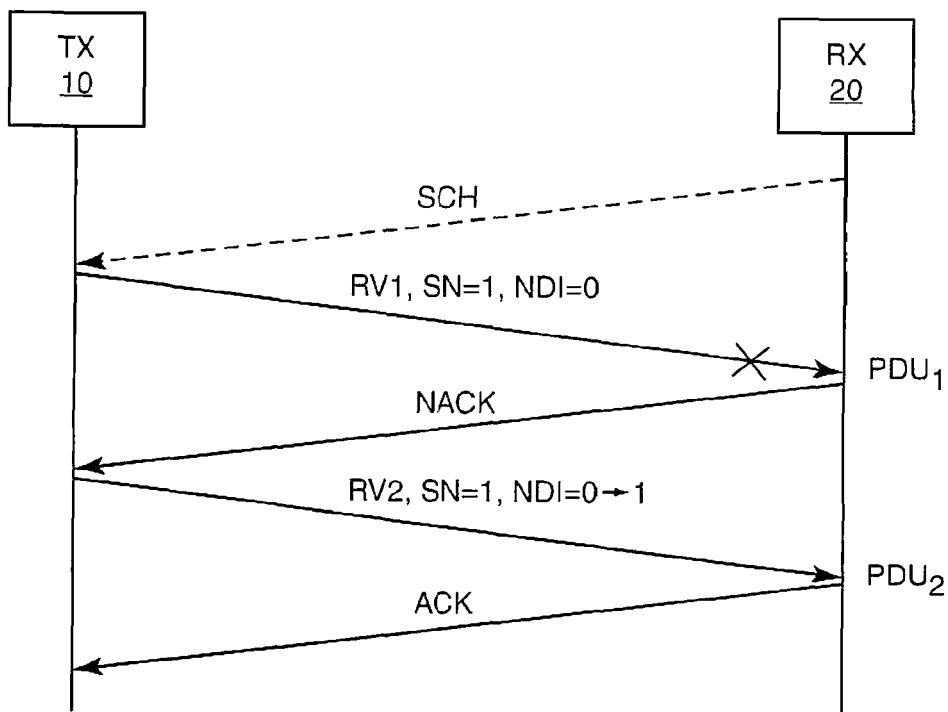 TX
10
RX
20
SCH
RV1, SN=1, NDI=0
PDU1
NACK
RV2, SN=1, NDI=0→1
PDU2
ACK